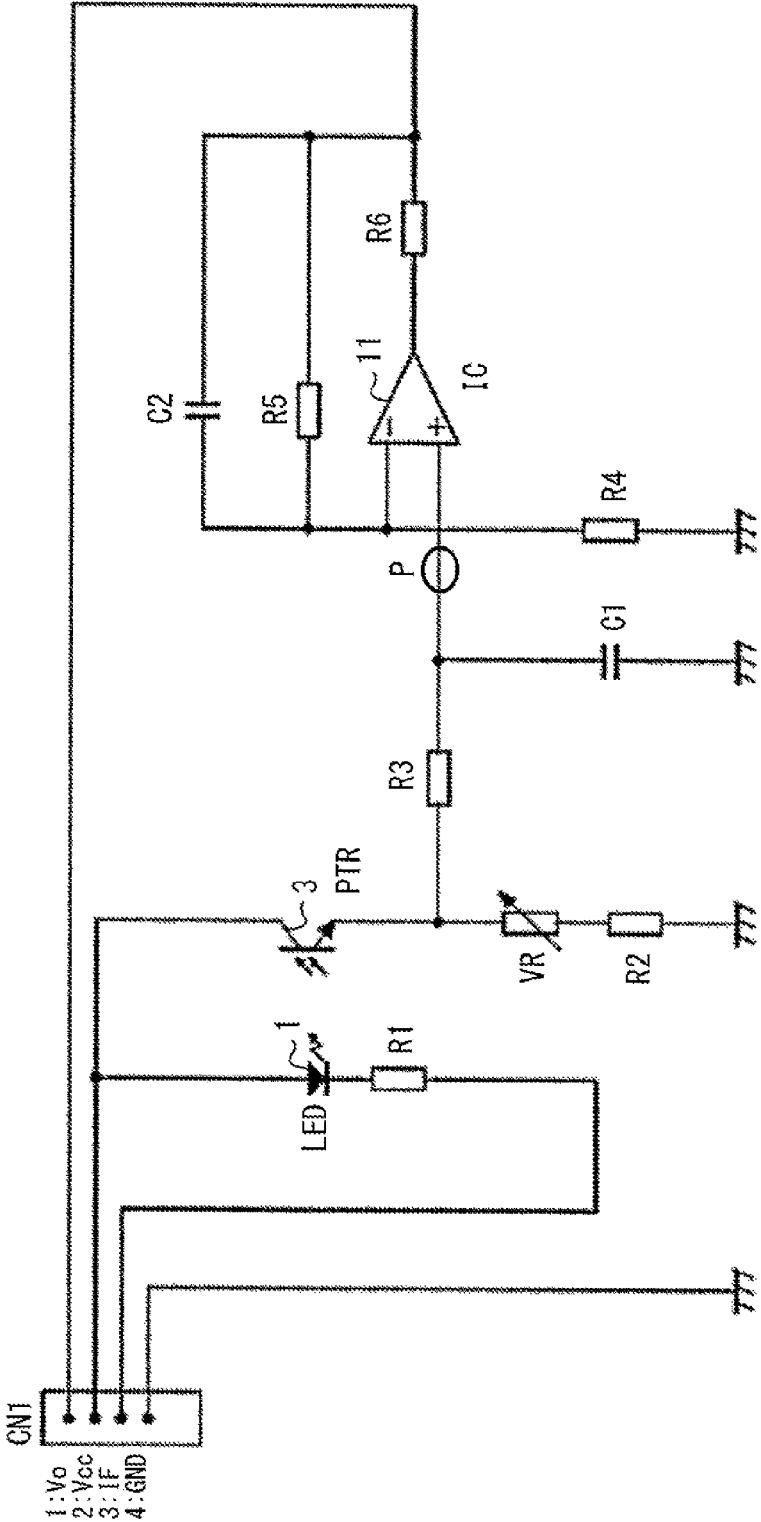 CN1
1:Vo
2:Vcc
3:IF
4:GND
LED
1
R1
3
PTR
VR
R2
R3
C1
P
R4
C2
R5
11
IC
R6
-
+